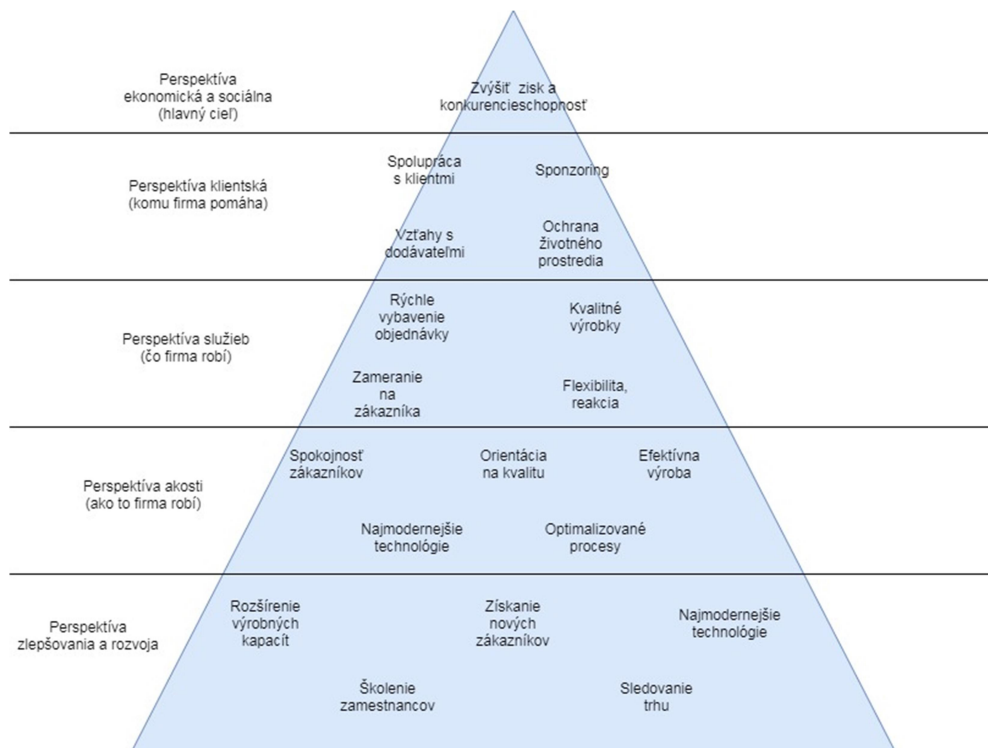 Perspektíva
ekonomická a sociálna
(hlavný cieľ)
Zvýšiť zisk a
konkurencieschopnosť
Perspektíva klientská
(komu firma pomáha)
Spolupráca
s klientmi
Sponzoring
Vzťahy s
dodávateľmi
Ochrana
životného
prostredia
Perspektíva služieb
(čo firma robí)
Rýchle
vybavenie
objednávky
Kvalitné
výrobky
Zameranie
na
zákazníka
Flexibilita,
reakcia
Perspektíva akosti
(ako to firma robí)
Spokojnosť
zákazníkov
Orientácia
na kvalitu
Efektívna
výroba
Najmodernejšie
technológie
Optimalizované
procesy
Perspektíva
zlepšovania a rozvoja
Rozšírenie
výrobných
kapacít
Získanie
nových
zákazníkov
Najmodernejšie
technológie
Školenie
zamestnancov
Sledovanie
trhu